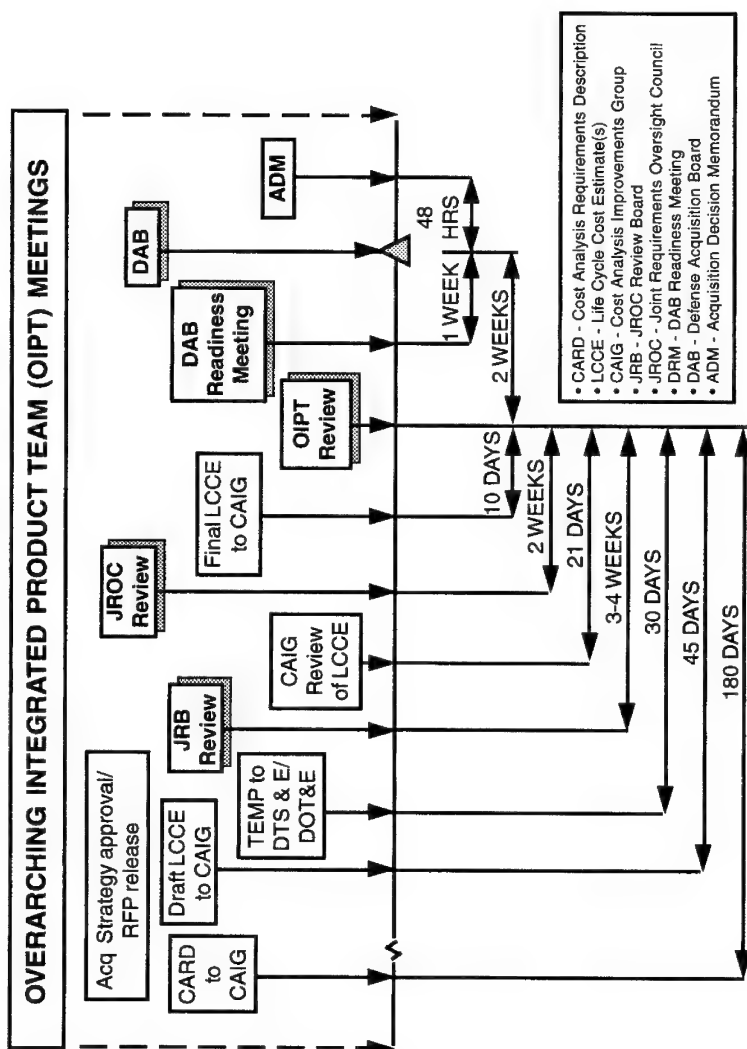 OVERARCHING INTEGRATED PRODUCT TEAM (OIPT) MEETINGS
Acq Strategy approval/
RFP release
CARD
to
CAIG
Draft LCCE
to CAIG
TEMP to
DTS & E/
DOT&E
JRB
Review
CAIG
Review
of LCCE
JROC
Review
Final LCCE
to CAIG
OIPT
Review
DAB
Readiness
Meeting
DAB
ADM
48
HRS
1 WEEK
2 WEEKS
10 DAYS
2 WEEKS
21 DAYS
3-4 WEEKS
30 DAYS
45 DAYS
180 DAYS
• CARD - Cost Analysis Requirements Description
• LCCE - Life Cycle Cost Estimate(s)
• CAIG - Cost Analysis Improvements Group
• JRB - JROC Review Board
• JROC - Joint Requirements Oversight Council
• DRM - DAB Readiness Meeting
• DAB - Defense Acquisition Board
• ADM - Acquisition Decision Memorandum